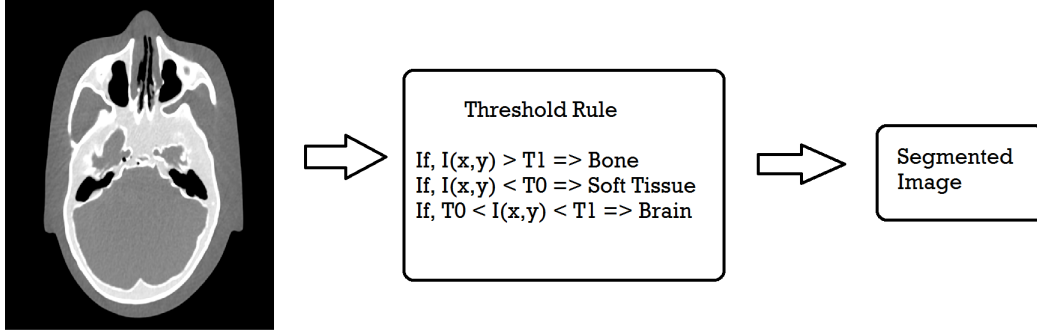 Threshold Rule
If, I(x,y) > T1 => Bone
If, I(x,y) < T0 => Soft Tissue
If, T0 < I(x,y) < T1 => Brain
Segmented
Image